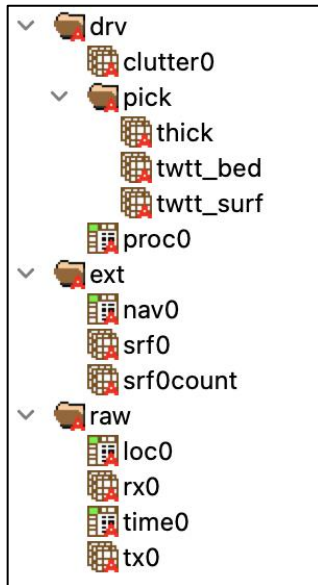 drv
clutter0
pick
thick
twtt_bed
twtt_surf
proc0
ext
nav0
srf0
srf0count
raw
loc0
rx0
time0
tx0